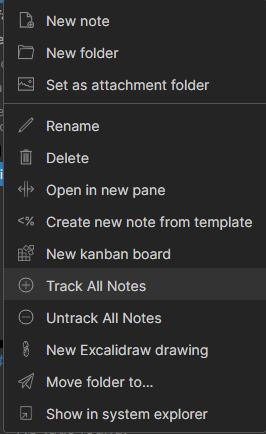 New note
New folder
Set as attachment folder
Rename
Delete
Open in new pane
<% Create new note from template
New kanban board
Track All Notes
Untrack All Notes
New Excalidraw drawing
Move folder to...
Show in system explorer